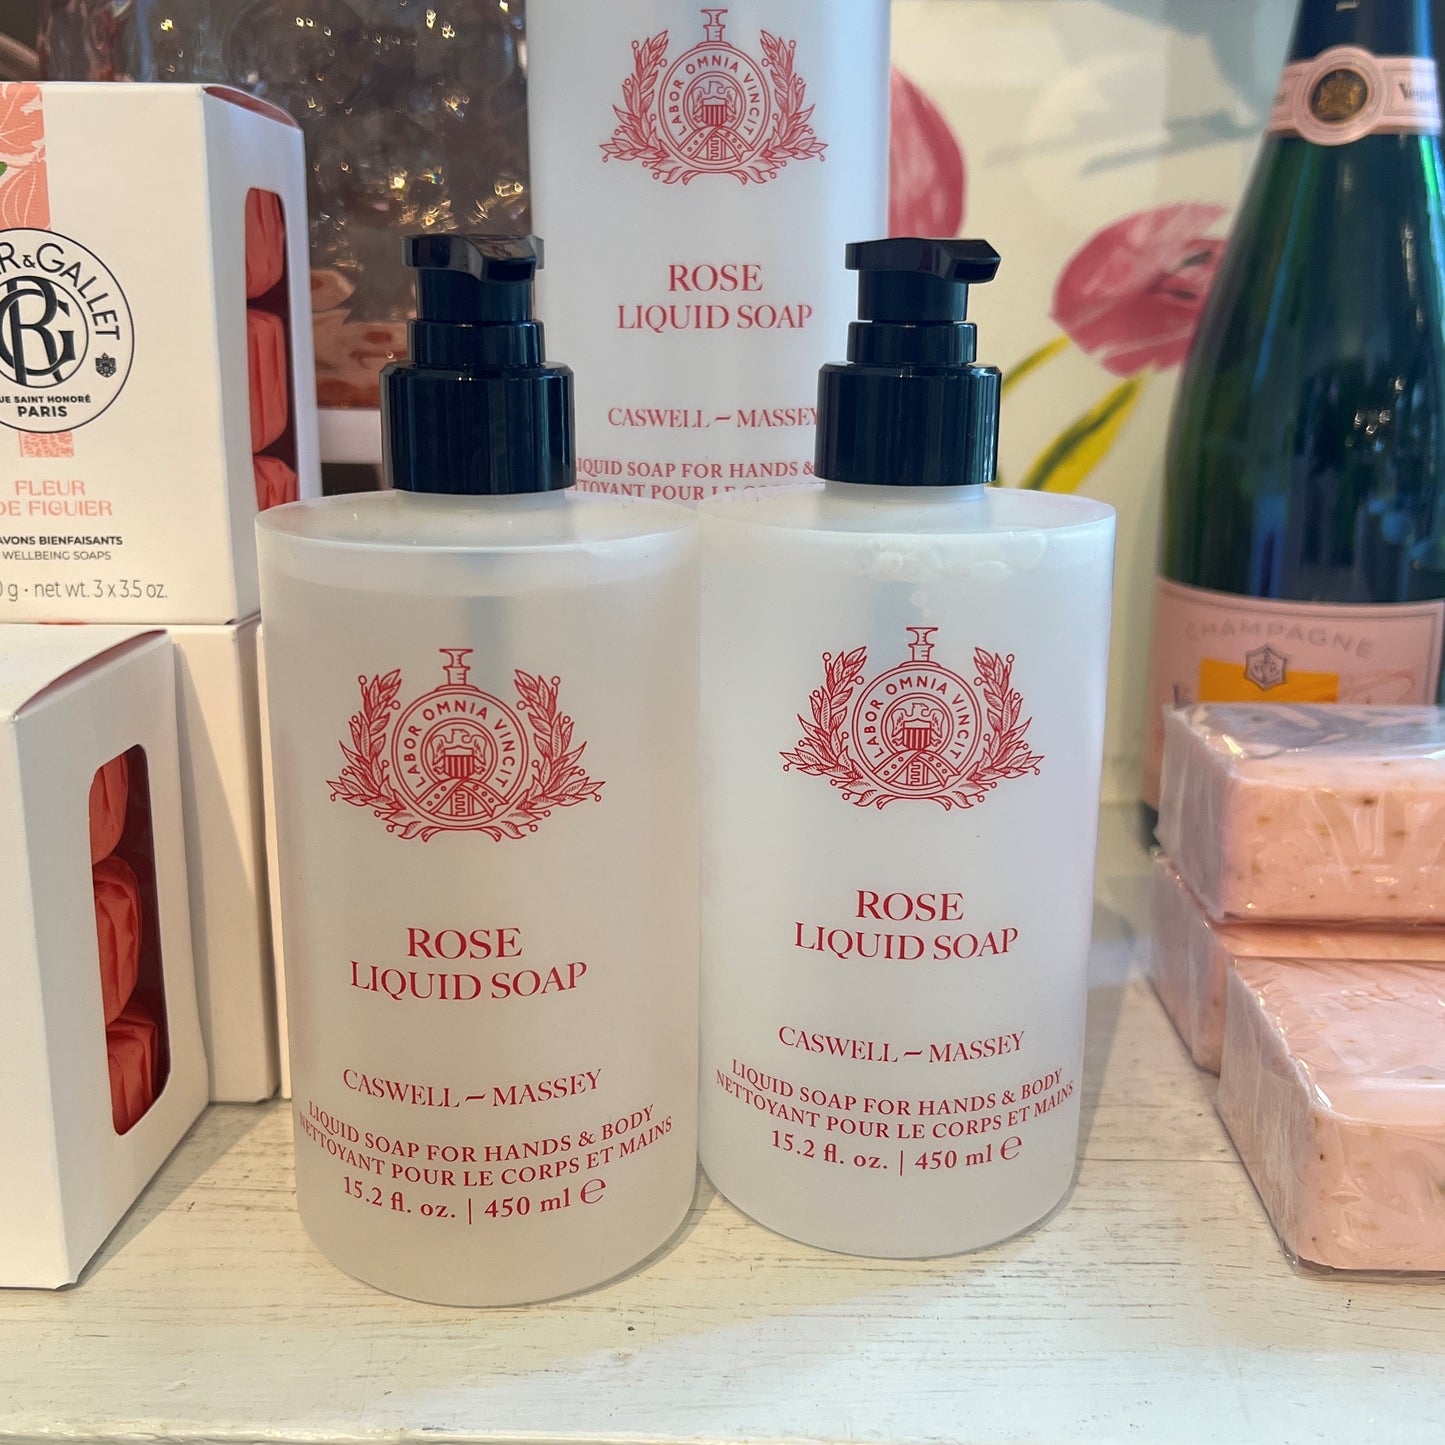 LABOR OMNIA VINCIT
ROSE
LIQUID SOAP
CASWELL – MASSEY
LIQUID SOAP FOR HANDS &
POUR
&GALLET
RG
SAINT HONORÉ
PARIS
FLEUR
DE FIGUIER
SAVONS BIENFAISANTS
WELLBEING SOAPS
g · net wt. 3 x 3.5 oz.
LABOR OMNIA VINCIT
ROSE
LIQUID SOAP
CASWELL – MASSEY
LIQUID SOAP FOR HANDS & BODY
NETTOYANT POUR LE CORPS ET MAINS
15.2 fl. oz. | 450 ml ℮
LABOR OMNIA VINCIT
ROSE
LIQUID SOAP
CASWELL – MASSEY
LIQUID SOAP FOR HANDS & BODY
NETTOYANT POUR LE CORPS ET MAINS
15.2 fl. oz. | 450 ml ℮
CHAMPAGNE